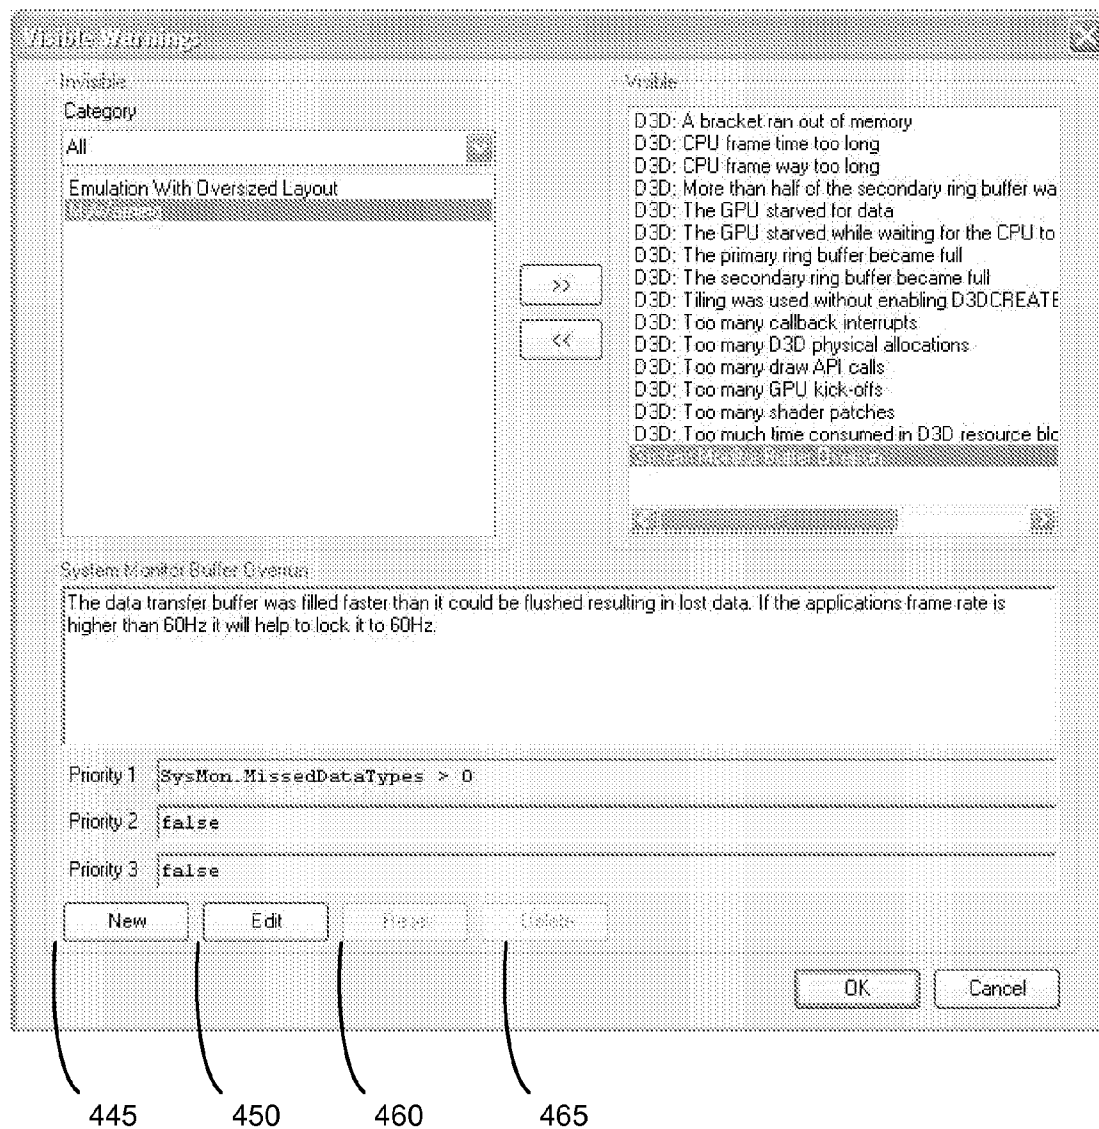 Visible Warnings
Invisible
Category
All
Emulation With Oversized Layout
Visible
D3D: A bracket ran out of memory
D3D: CPU frame time too long
D3D: CPU frame way too long
D3D: More than half of the secondary ring buffer wa
D3D: The GPU starved for data
D3D: The GPU starved while waiting for the CPU to
D3D: The primary ring buffer became full
D3D: The secondary ring buffer became full
D3D: Tiling was used without enabling D3DCREATE
D3D: Too many callback interrupts
D3D: Too many D3D physical allocations
D3D: Too many draw API calls
D3D: Too many GPU kick-offs
D3D: Too many shader patches
D3D: Too much time consumed in D3D resource blo
System Monitor Buffer Overrun
>>
<<
System Monitor Buffer Overrun
The data transfer buffer was filled faster than it could be flushed resulting in lost data. If the applications frame rate is
higher than 60Hz it will help to lock it to 60Hz.
Priority 1 SysMon.MissedDataTypes > 0
Priority 2 false
Priority 3 false
New Edit Reset Delete
OK Cancel
445 450 460 465